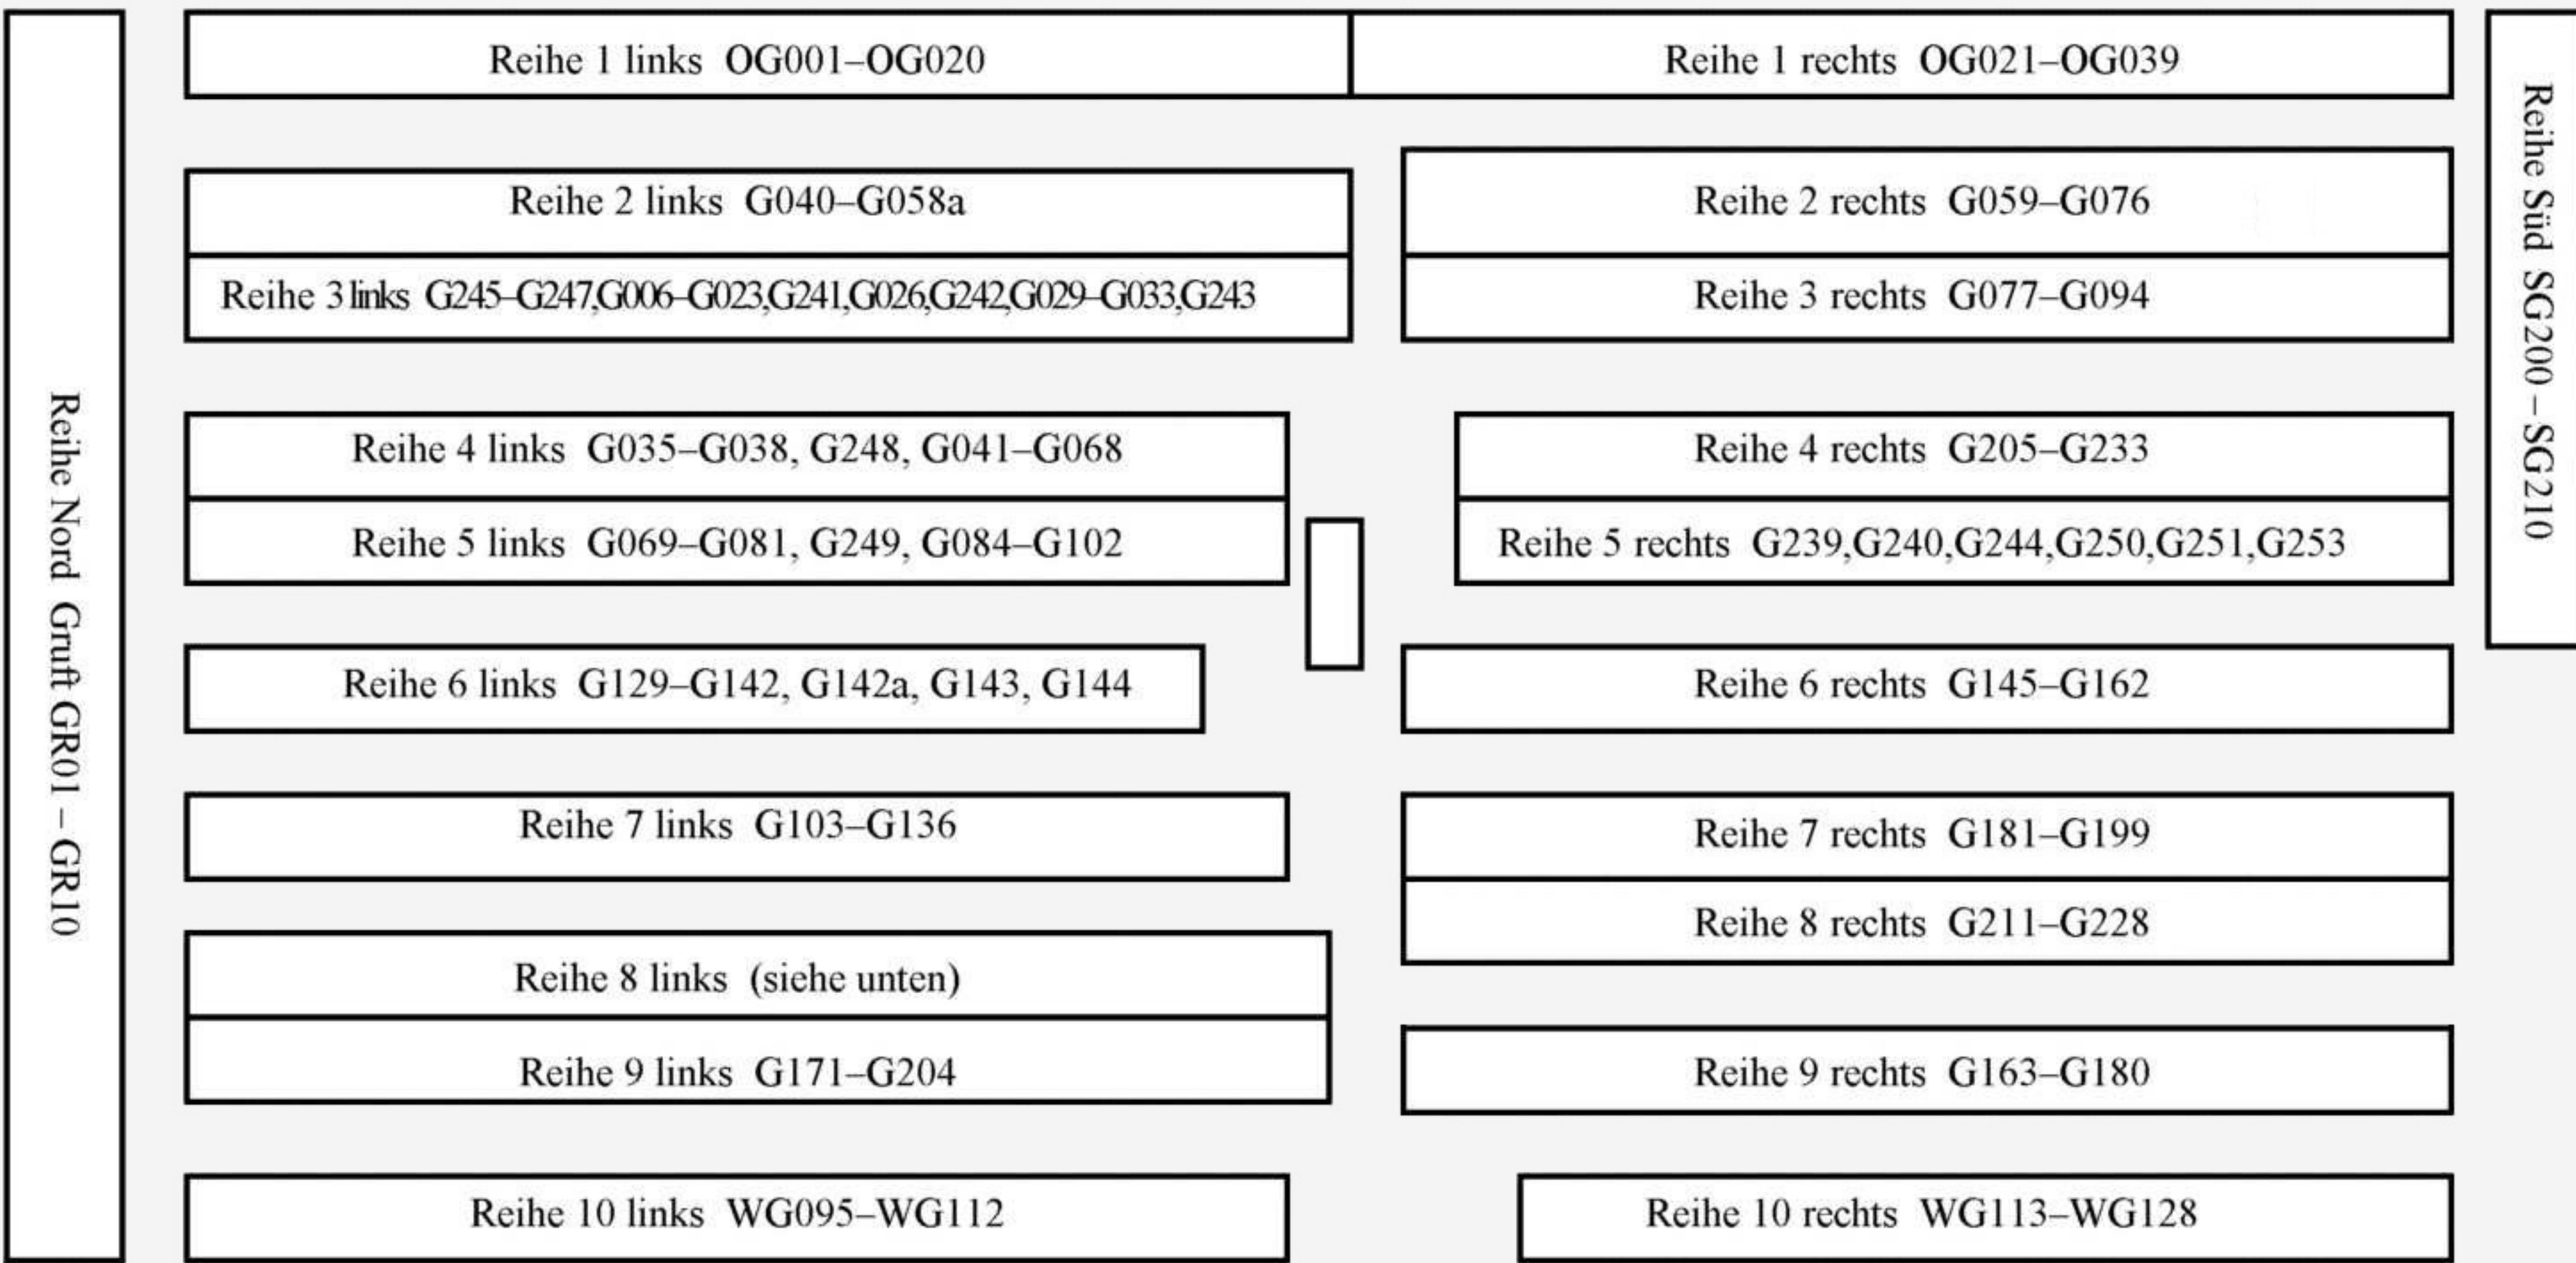 Reihe Nord Gruft GR01 – GR10
Reihe 1 links OG001–OG020
Reihe 1 rechts OG021–OG039
Reihe Süd SG200 – SG210
Reihe 2 links G040–G058a
Reihe 2 rechts G059–G076
Reihe 3 links G245–G247,G006–G023,G241,G026,G242,G029–G033,G243
Reihe 3 rechts G077–G094
Reihe 4 links G035–G038, G248, G041–G068
Reihe 4 rechts G205–G233
Reihe 5 links G069–G081, G249, G084–G102
Reihe 5 rechts G239,G240,G244,G250,G251,G253
Reihe 6 links G129–G142, G142a, G143, G144
Reihe 6 rechts G145–G162
Reihe 7 links G103–G136
Reihe 7 rechts G181–G199
Reihe 8 rechts G211–G228
Reihe 8 links (siehe unten)
Reihe 9 links G171–G204
Reihe 9 rechts G163–G180
Reihe 10 links WG095–WG112
Reihe 10 rechts WG113–WG128